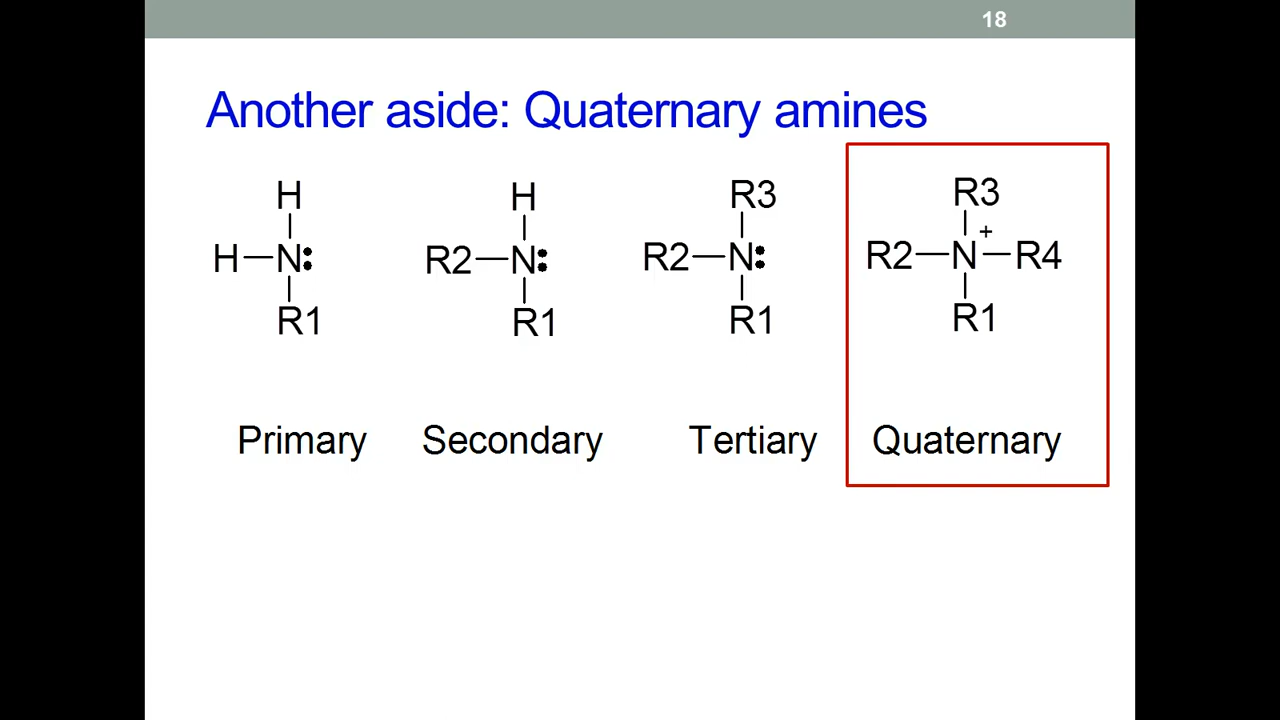 18
Another aside: Quaternary amines
H
H N:
R1
H
R2 N:
R1
R3
R2 N:
R1
R3
+
R2 N R4
R1
Primary Secondary Tertiary Quaternary